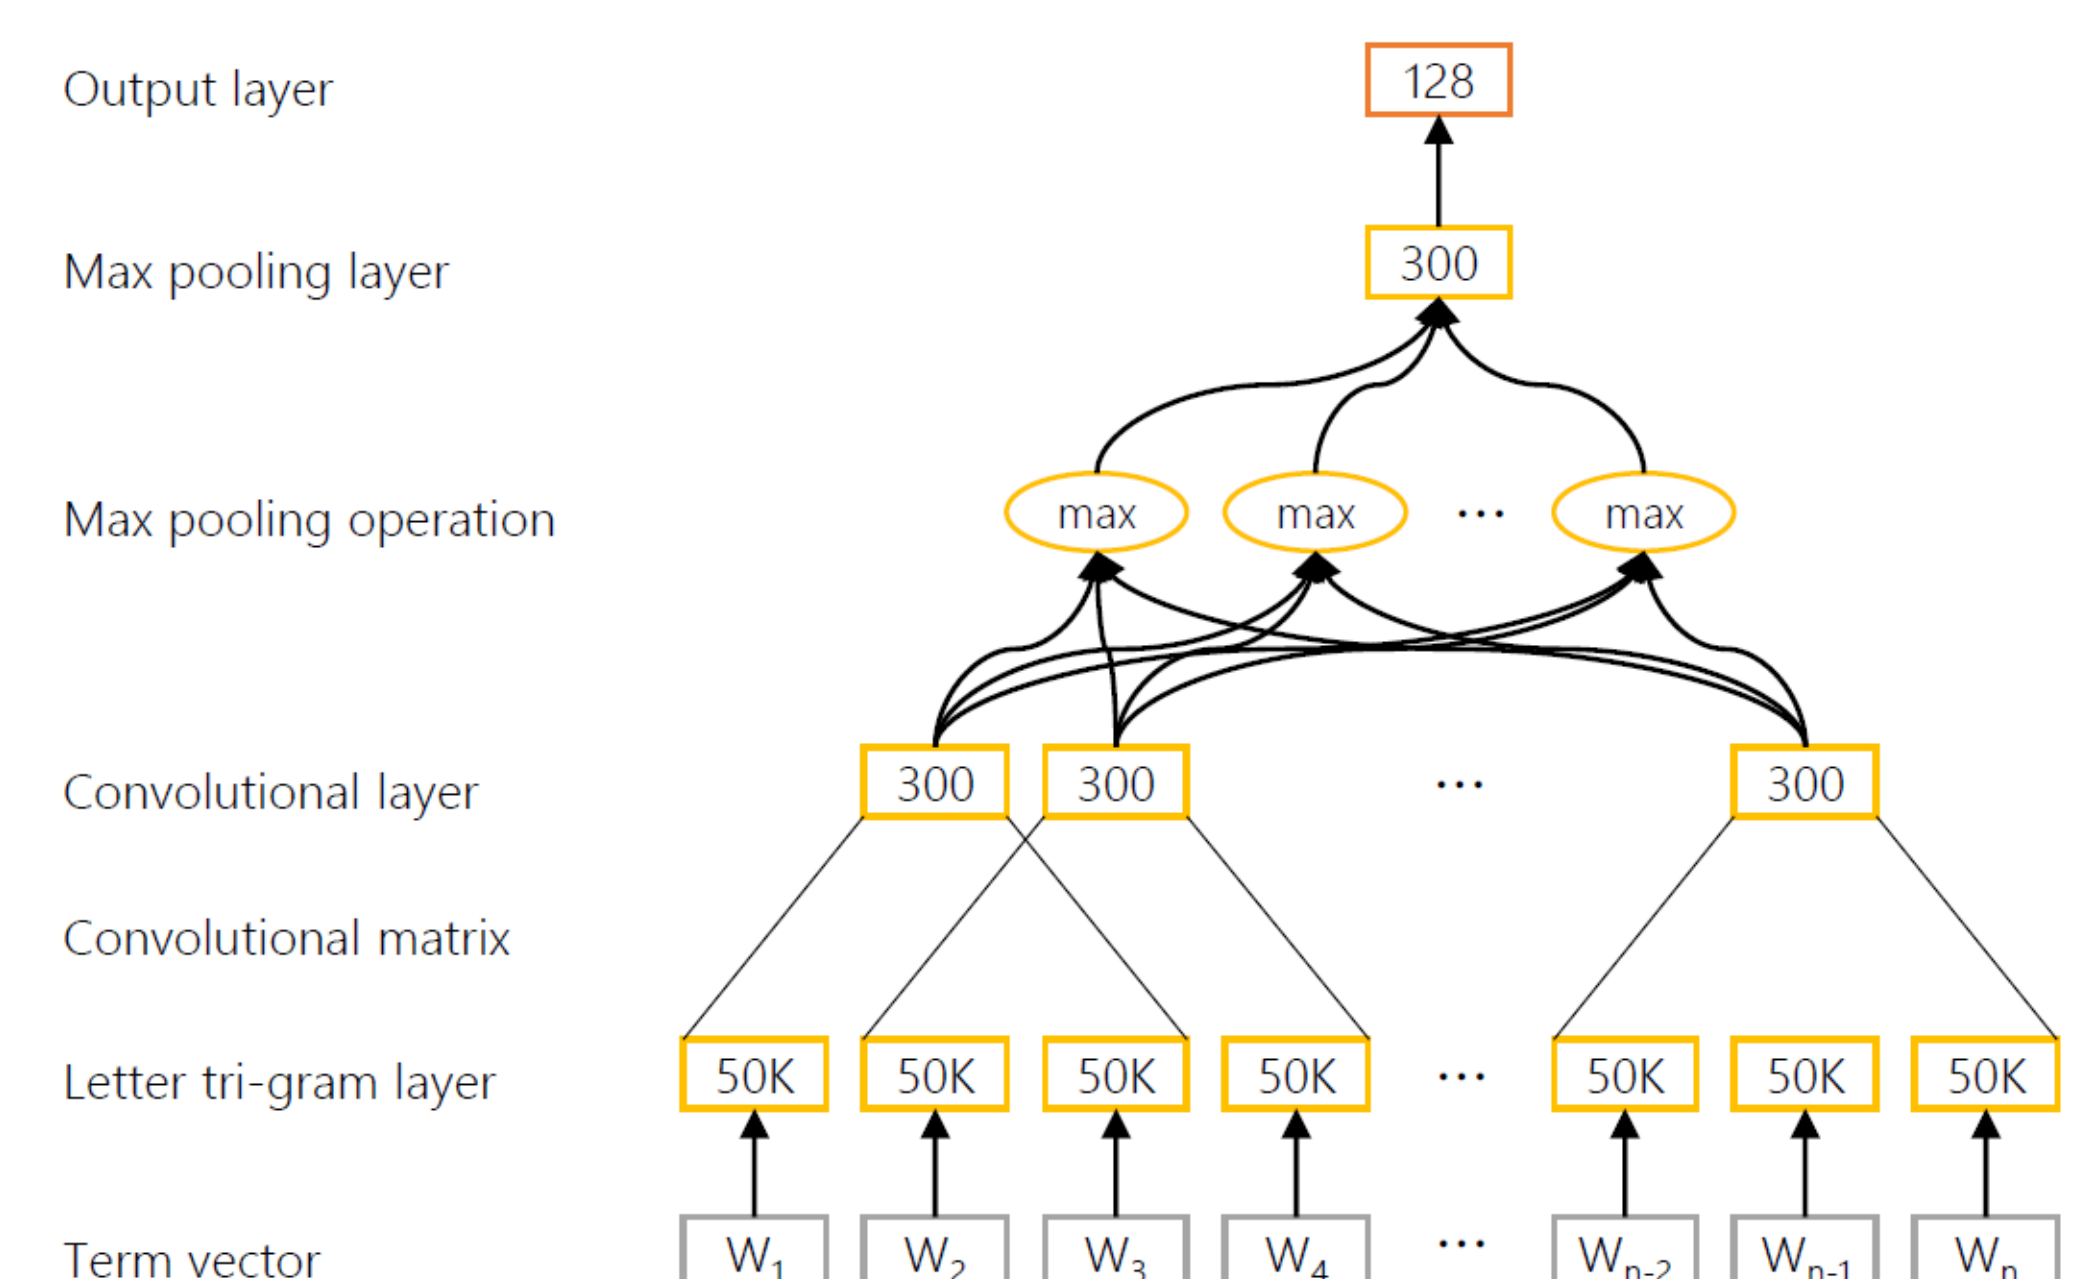 Output layer 128
Max pooling layer 300
Max pooling operation max max ... max
Convolutional layer 300 300 ... 300
Convolutional matrix
Letter tri-gram layer 50K 50K 50K 50K ... 50K 50K 50K
Term vector W1 W2 W3 W4 ... Wn-2 Wn-1 Wn